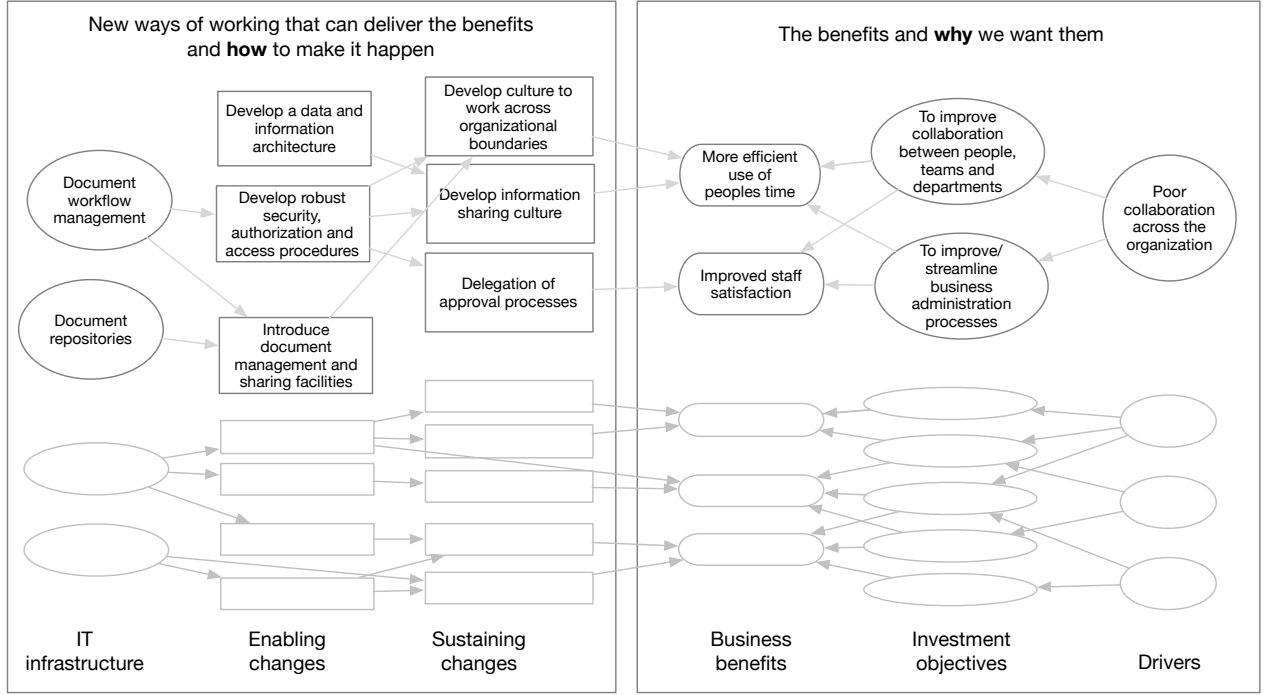 New ways of working that can deliver the benefits
and how to make it happen
Document
workflow
management
Document
repositories
Develop a data and
information
architecture
Develop robust
security,
authorization and
access procedures
Introduce
document
management and
sharing facilities
Develop culture to
work across
organizational
boundaries
Develop information
sharing culture
Delegation of
approval processes
IT
infrastructure
Enabling
changes
Sustaining
changes
The benefits and why we want them
More efficient
use of
peoples time
Improved staff
satisfaction
To improve
collaboration
between people,
teams and
departments
To improve/
streamline
business
administration
processes
Poor
collaboration
across the
organization
Business
benefits
Investment
objectives
Drivers